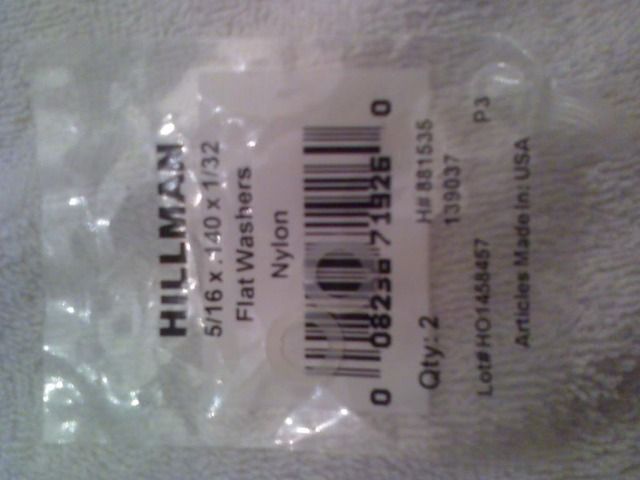 HILLMAN
5/16 x .140 x 1/32
Flat Washers
Nylon
0 08236 71926 0
Qty: 2 H# 881535
139037
Lot# HO1458457 P3
Articles Made In: USA